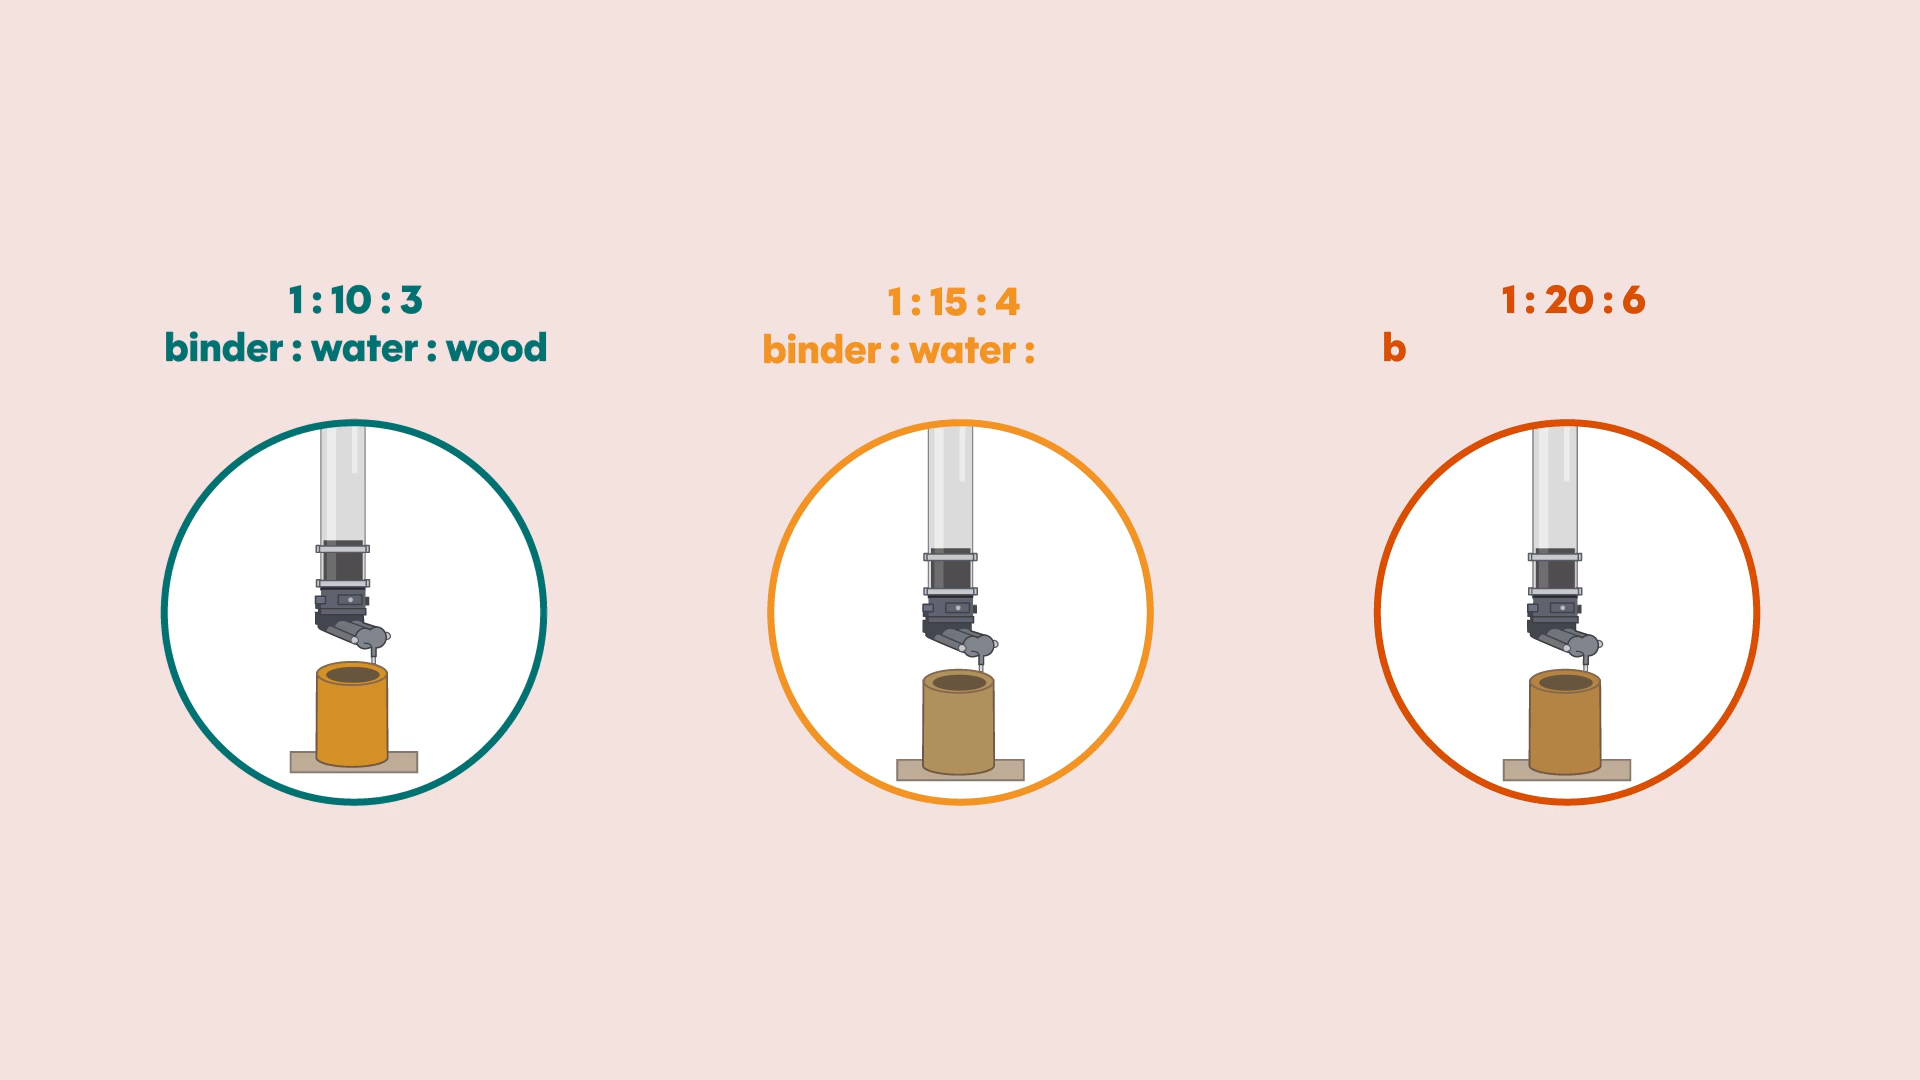 1 : 10 : 3
binder : water : wood
1 : 15 : 4
binder : water :
1 : 20 : 6
b